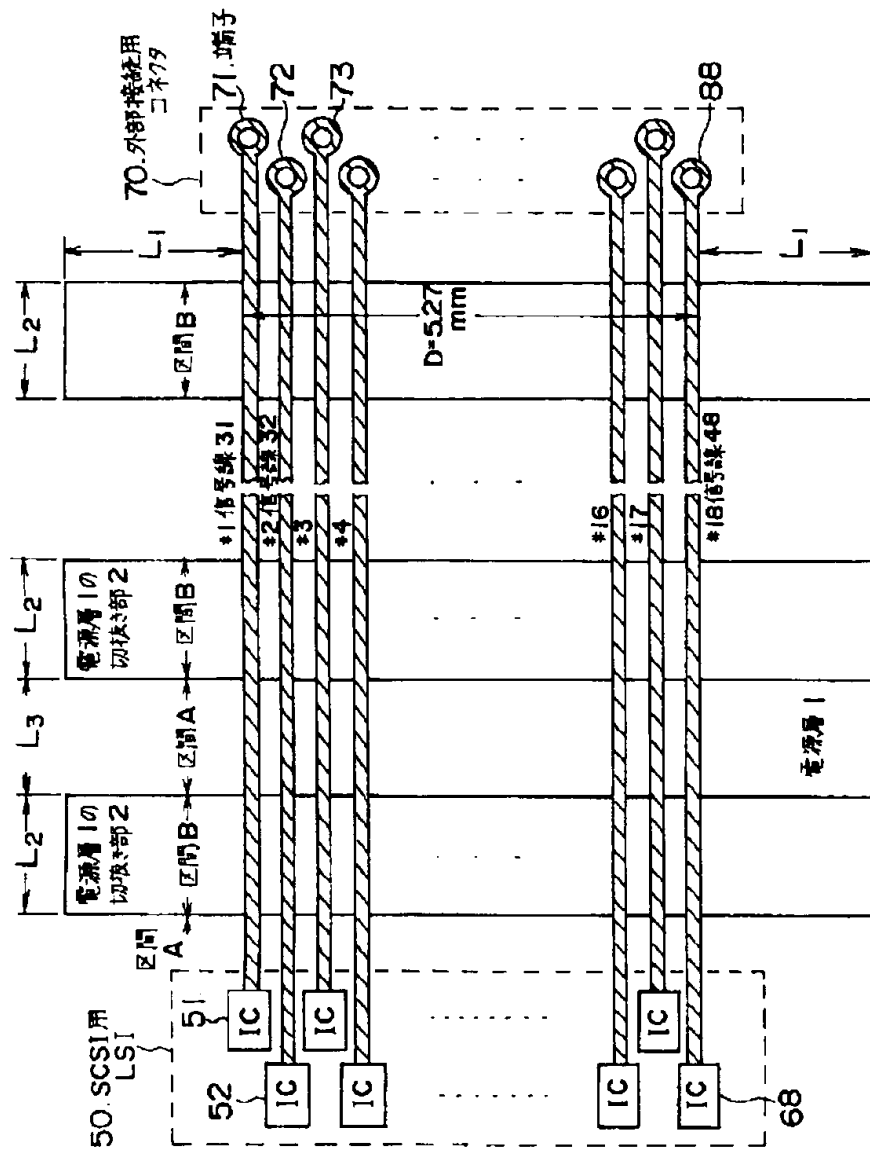 70.外部接続用
コネクタ
71.端子
72
73
88
L1
L1
L2
区間B
D=5.27
mm
#1信号線31
#2信号線32
#3
#4
#16
#17
#18信号線48
L2
電源層1の
切抜き部2
区間B
L3
区間A
電源層1
L2
電源層1の
切抜き部2
区間B
区間
A
50.SCSI用
LSI
51
52
68
IC
IC
IC
IC
IC
IC
IC